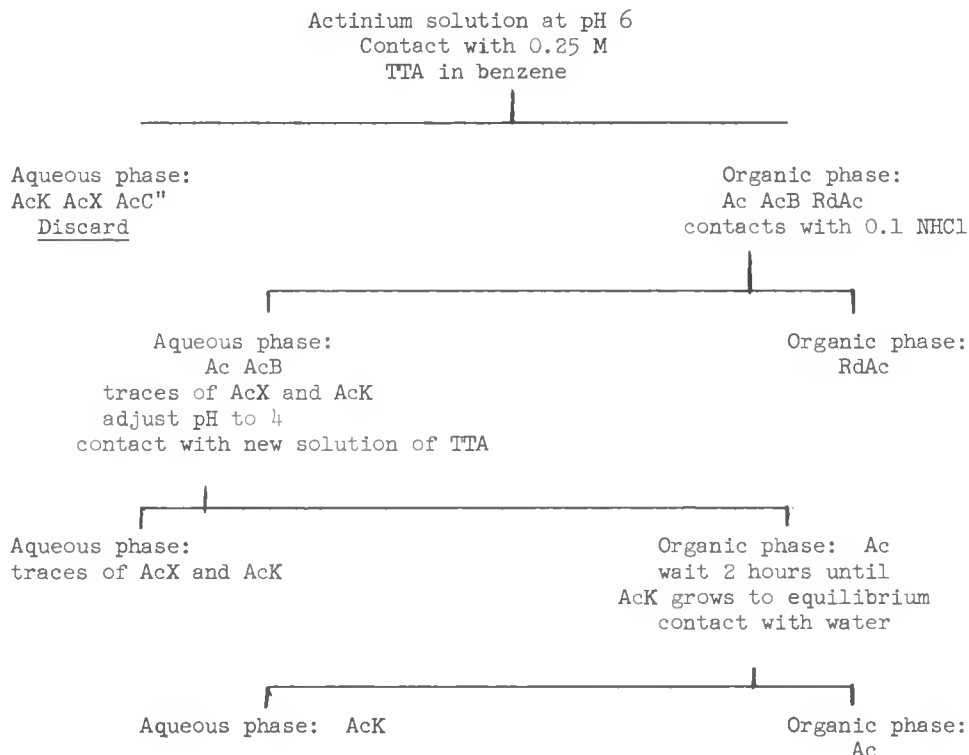 Actinium solution at pH 6
Contact with 0.25 M
TTA in benzene
Aqueous phase:
AcK AcX AcC"
Discard
Organic phase:
Ac AcB RdAc
contacts with 0.1 NHCl
Aqueous phase:
Ac AcB
traces of AcX and AcK
adjust pH to 4
contact with new solution of TTA
Organic phase:
RdAc
Aqueous phase:
traces of AcX and AcK
Organic phase: Ac
wait 2 hours until
AcK grows to equilibrium
contact with water
Aqueous phase: AcK
Organic phase:
Ac